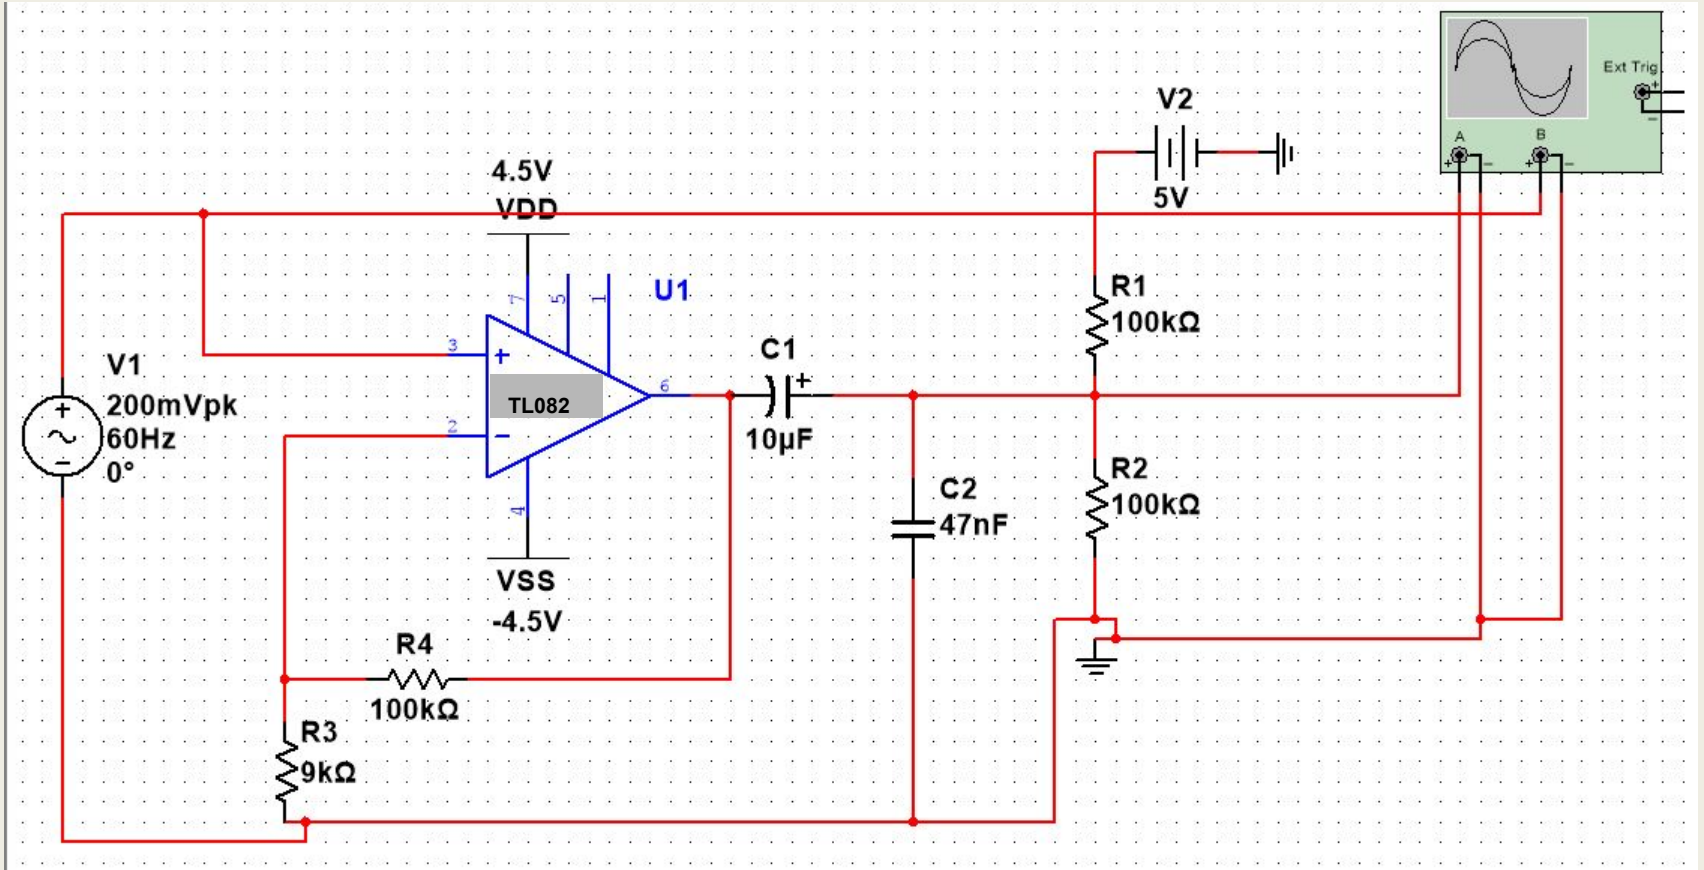 Ext Trig
+
−
A
B
+
−
+
−
V2
5V
4.5V
VDD
U1
7
5
1
3
+
TL082
6
2
−
4
VSS
-4.5V
V1
+
200mVpk
60Hz
−
0°
C1
+
10µF
R1
100kΩ
R2
100kΩ
C2
47nF
R4
100kΩ
R3
9kΩ